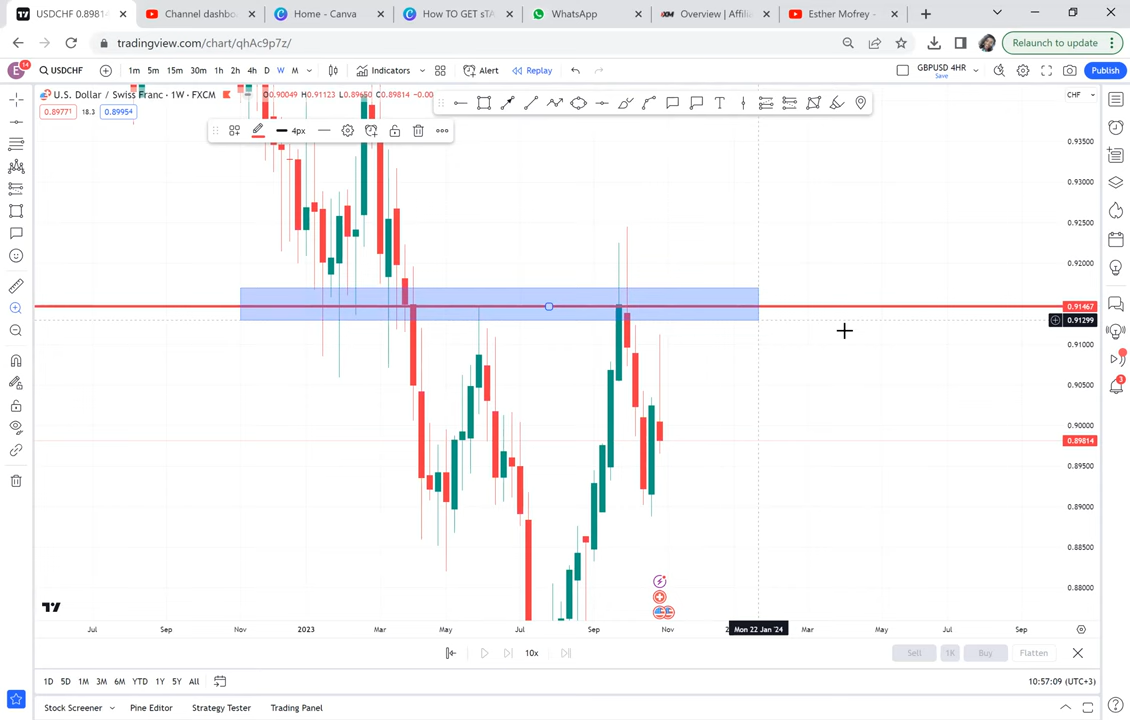 USDCHF 0.8981
Channel dashbo
Home - Canva
How TO GET sTA
WhatsApp
XM Overview | Affili
Esther Mofrey -
tradingview.com/chart/qhAc9p7z/
Relaunch to update
E 14 USDCHF 1m 5m 15m 30m 1h 2h 4h D W M Indicators Alert Replay GBPUSD 4HR Save Publish
U.S. Dollar / Swiss Franc · 1W · FXCM O0.90049 H0.91123 L0.89650 C0.89814 -0.00
CHF
0.89771 18.3 0.89954
4px
0.93500
0.93000
0.92500
0.92000
0.91467
0.91299
0.91000
0.90500
0.90000
0.89814
0.89500
0.89000
0.88500
0.88000
Jul Sep Nov 2023 Mar May Jul Sep Nov Mon 22 Jan '24 Mar May Jul Sep
10x Sell 1K Buy Flatten
1D 5D 1M 3M 6M YTD 1Y 5Y All 10:57:09 (UTC+3)
Stock Screener Pine Editor Strategy Tester Trading Panel